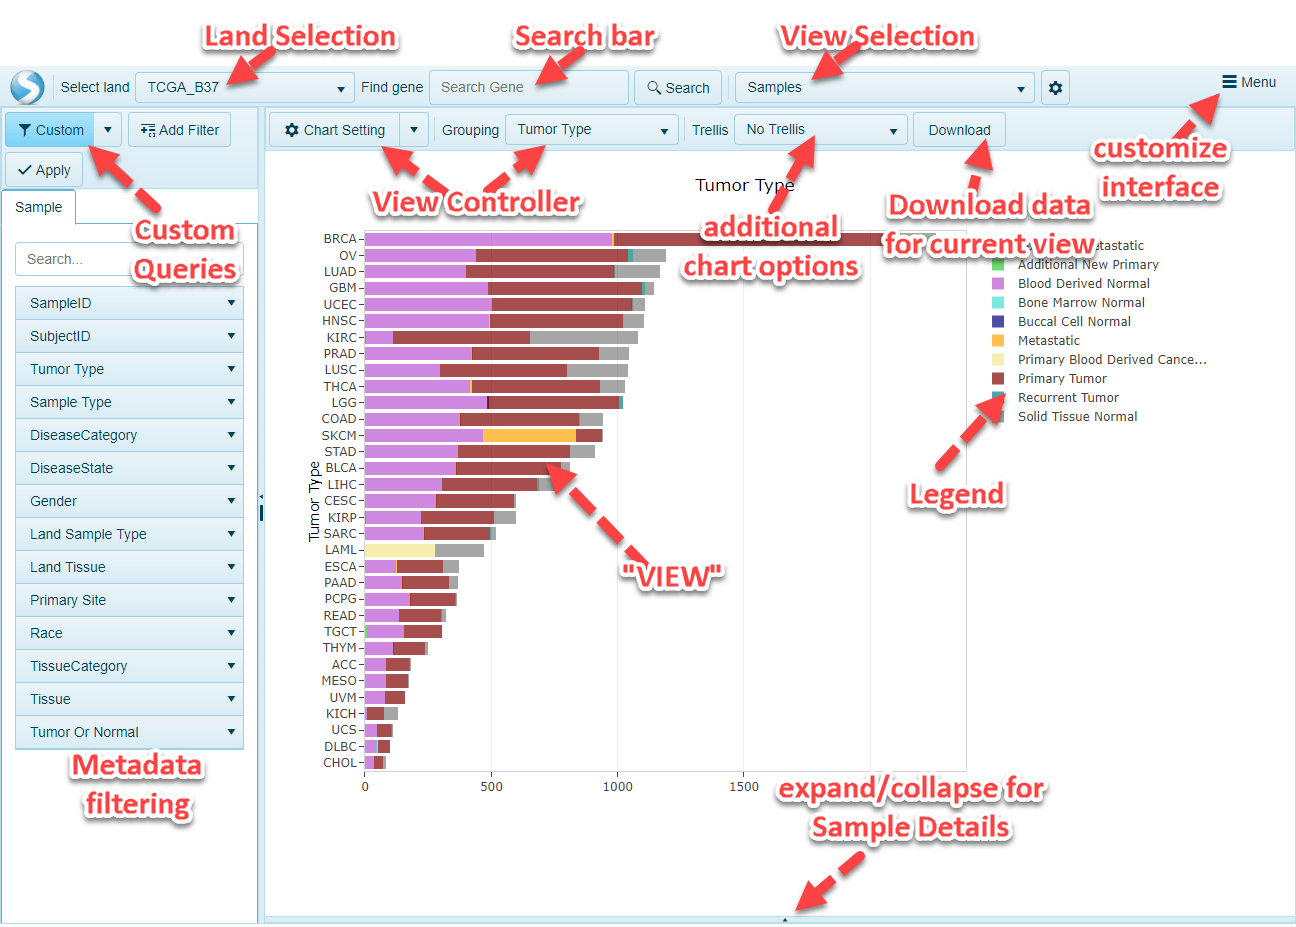 Land Selection
Search bar
View Selection
Select land
TCGA_B37
Find gene
Search Gene
Search
Samples
Menu
Custom
Add Filter
Chart Setting
Grouping
Tumor Type
Trellis
No Trellis
Download
Apply
customize
interface
Sample
Custom
Queries
Search...
View Controller
additional
chart options
Download data
for current view
Tumor Type
SampleID
SubjectID
Tumor Type
Sample Type
DiseaseCategory
DiseaseState
Gender
Land Sample Type
Land Tissue
Primary Site
Race
TissueCategory
Tissue
Tumor Or Normal
Metadata
filtering
Tumor Type
BRCA
OV
LUAD
GBM
UCEC
HNSC
KIRC
PRAD
LUSC
THCA
LGG
COAD
SKCM
STAD
BLCA
LIHC
CESC
KIRP
SARC
LAML
ESCA
PAAD
PCPG
READ
TGCT
THYM
ACC
MESO
UVM
KICH
UCS
DLBC
CHOL
0
500
1000
1500
"VIEW"
Additional New Primary
Blood Derived Normal
Bone Marrow Normal
Buccal Cell Normal
Metastatic
Primary Blood Derived Cance...
Primary Tumor
Recurrent Tumor
Solid Tissue Normal
Legend
expand/collapse for
Sample Details